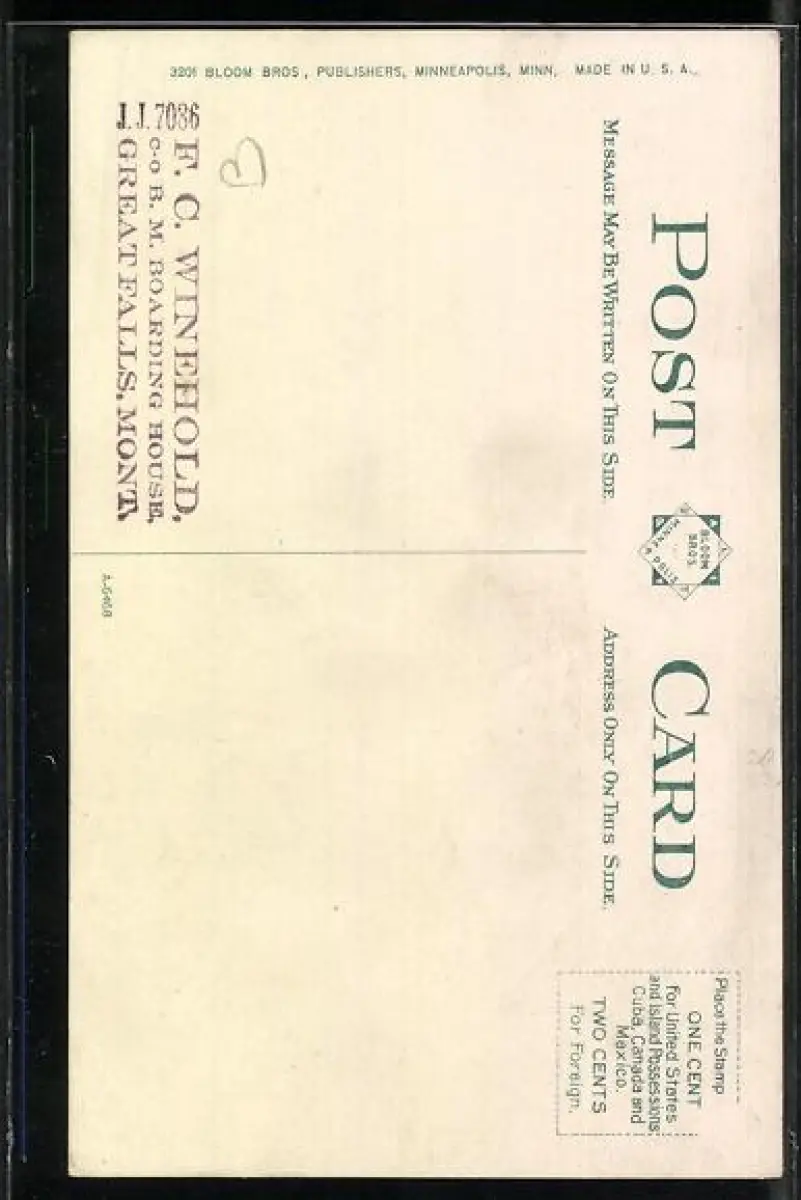 3201 BLOOM BROS, PUBLISHERS, MINNEAPOLIS, MINN, MADE IN U. S. A.
POST CARD
BLOOM
BROS.
MINNEAPOLIS
MESSAGE MAY BE WRITTEN ON THIS SIDE.
ADDRESS ONLY ON THIS SIDE.
Place the Stamp
ONE CENT
for United States
and Island Possessions
Cuba, Canada and
Mexico.
TWO CENTS
For Foreign.
J.J.7036
F. C. WINEHOLD,
C-O B. M. BOARDING HOUSE,
GREAT FALLS, MONT.
A-6468